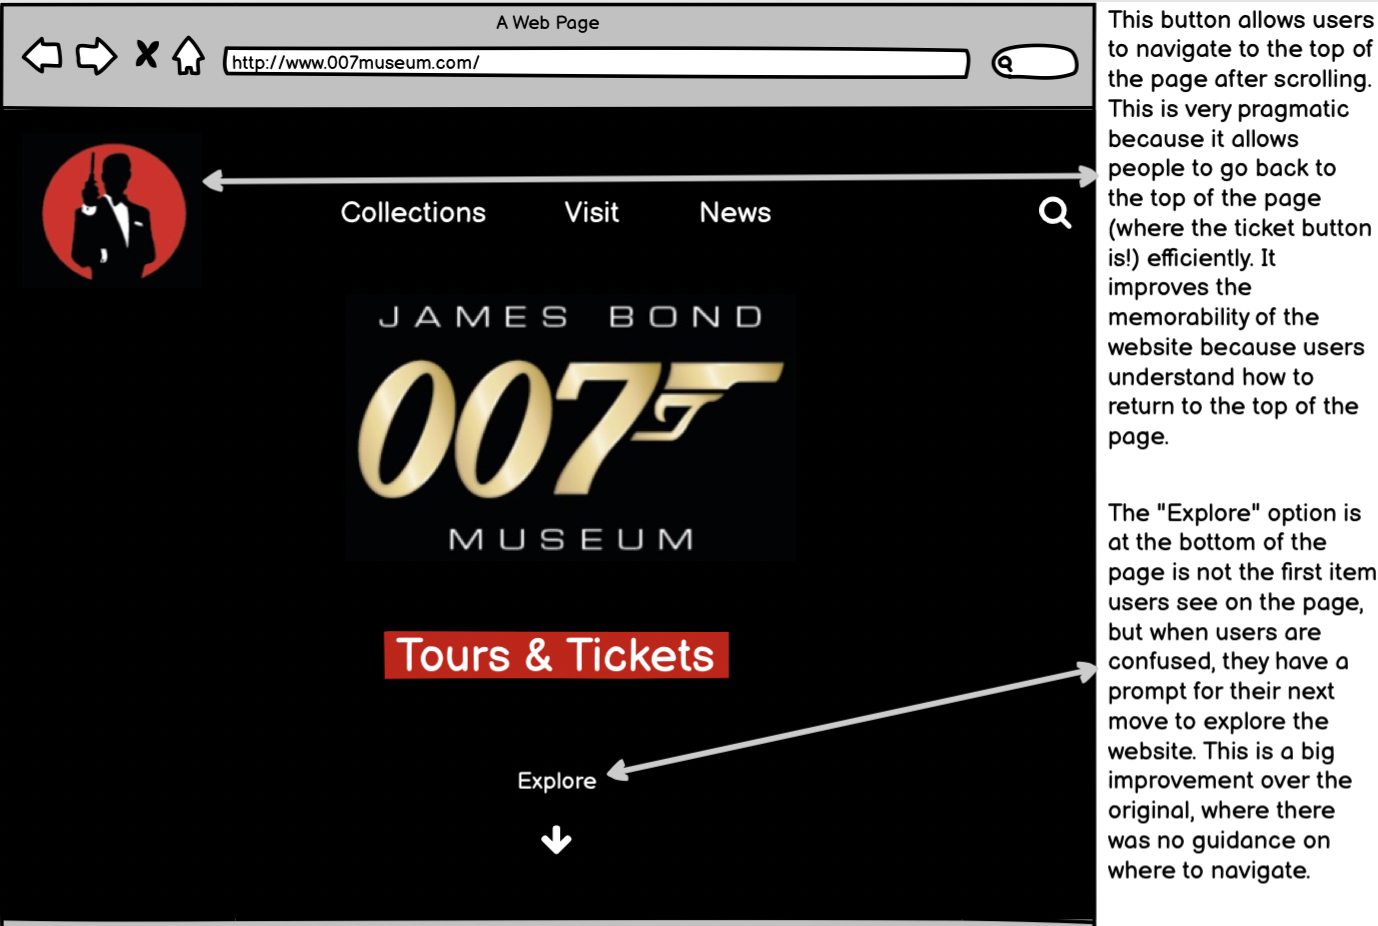 A Web Page
http://www.007museum.com/
Collections Visit News
JAMES BOND
007
MUSEUM
Tours & Tickets
Explore
This button allows users
to navigate to the top of
the page after scrolling.
This is very pragmatic
because it allows
people to go back to
the top of the page
(where the ticket button
is!) efficiently. It
improves the
memorability of the
website because users
understand how to
return to the top of the
page.
The "Explore" option is
at the bottom of the
page is not the first item
users see on the page,
but when users are
confused, they have a
prompt for their next
move to explore the
website. This is a big
improvement over the
original, where there
was no guidance on
where to navigate.